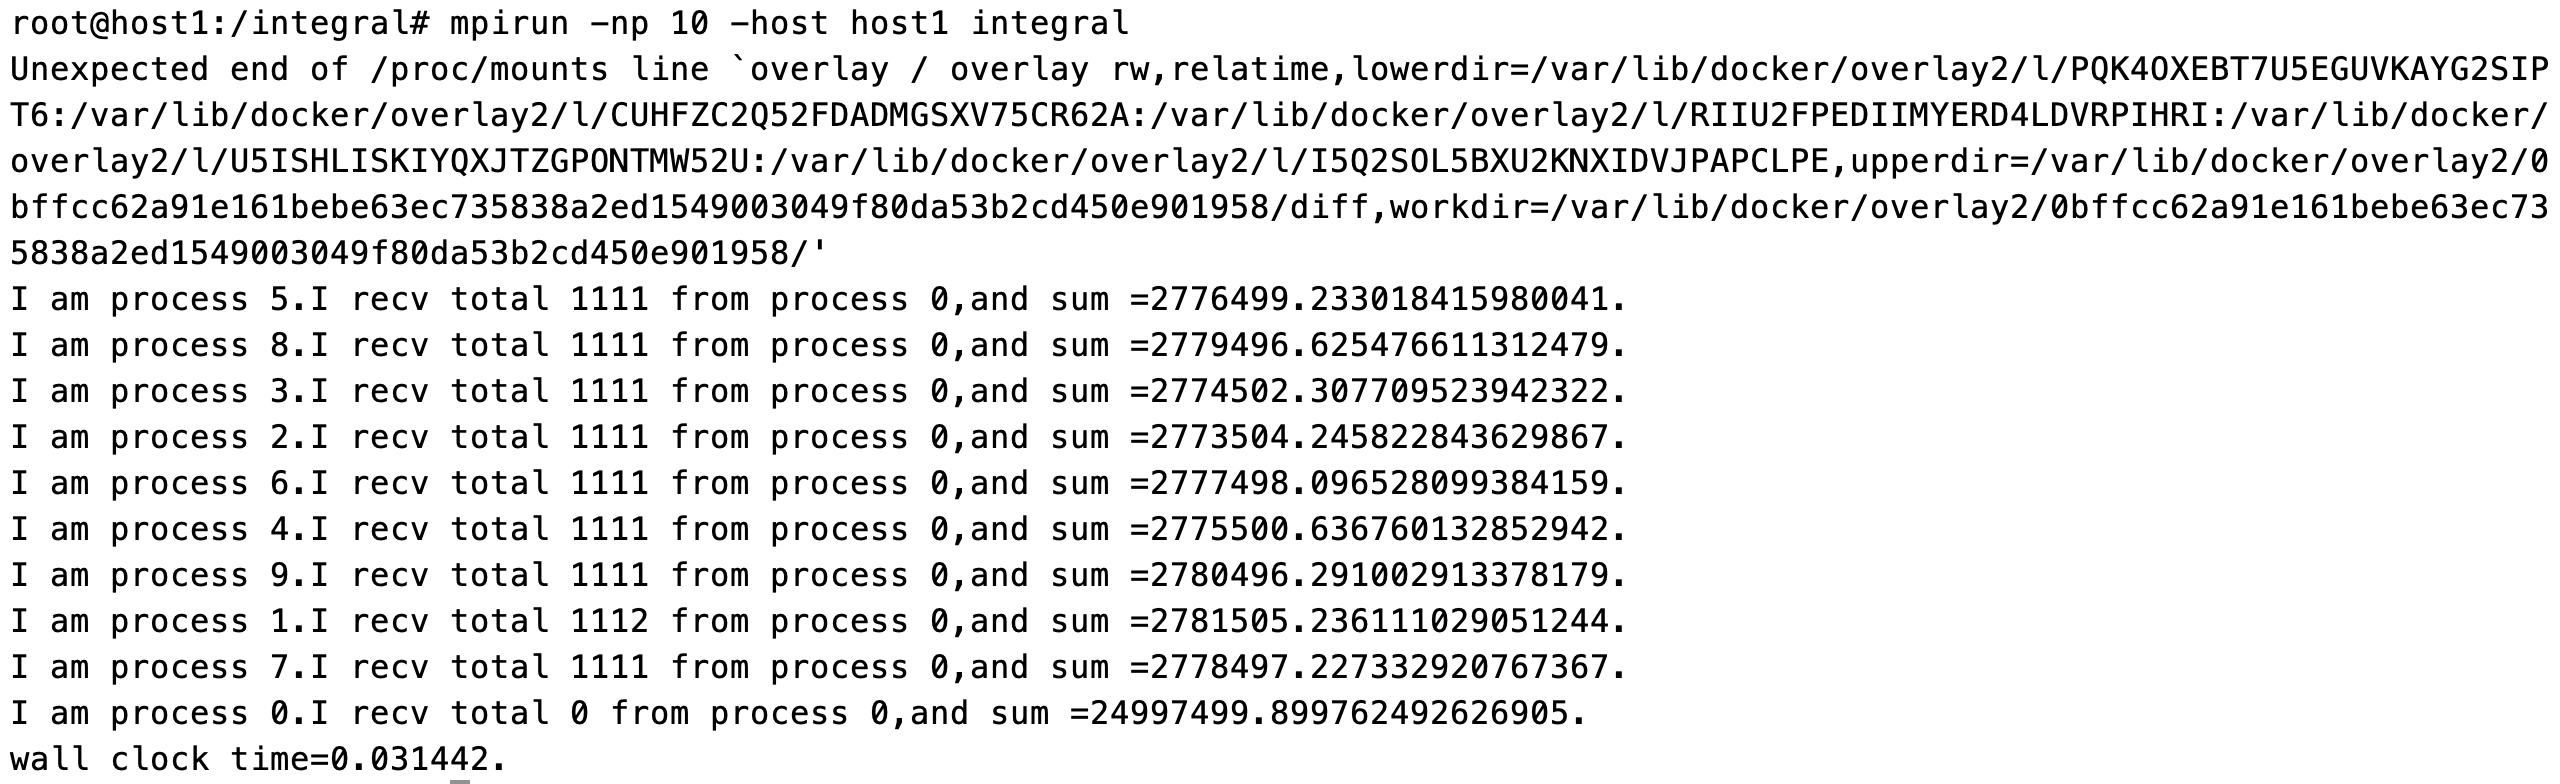 root@host1:/integral# mpirun -np 10 -host host1 integral
Unexpected end of /proc/mounts line `overlay / overlay rw,relatime,lowerdir=/var/lib/docker/overlay2/l/PQK4OXEBT7U5EGUVKAYG2SIP
T6:/var/lib/docker/overlay2/l/CUHFZC2Q52FDADMGSXV75CR62A:/var/lib/docker/overlay2/l/RIIU2FPEDIIMYERD4LDVRPIHRI:/var/lib/docker/
overlay2/l/U5ISHLISKIYQXJTZGPONTMW52U:/var/lib/docker/overlay2/l/I5Q2SOL5BXU2KNXIDVJPAPCLPE,upperdir=/var/lib/docker/overlay2/0
bffcc62a91e161bebe63ec735838a2ed1549003049f80da53b2cd450e901958/diff,workdir=/var/lib/docker/overlay2/0bffcc62a91e161bebe63ec73
5838a2ed1549003049f80da53b2cd450e901958/'
I am process 5.I recv total 1111 from process 0,and sum =2776499.233018415980041.
I am process 8.I recv total 1111 from process 0,and sum =2779496.625476611312479.
I am process 3.I recv total 1111 from process 0,and sum =2774502.307709523942322.
I am process 2.I recv total 1111 from process 0,and sum =2773504.245822843629867.
I am process 6.I recv total 1111 from process 0,and sum =2777498.096528099384159.
I am process 4.I recv total 1111 from process 0,and sum =2775500.636760132852942.
I am process 9.I recv total 1111 from process 0,and sum =2780496.291002913378179.
I am process 1.I recv total 1112 from process 0,and sum =2781505.236111029051244.
I am process 7.I recv total 1111 from process 0,and sum =2778497.227332920767367.
I am process 0.I recv total 0 from process 0,and sum =24997499.899762492626905.
wall clock time=0.031442.